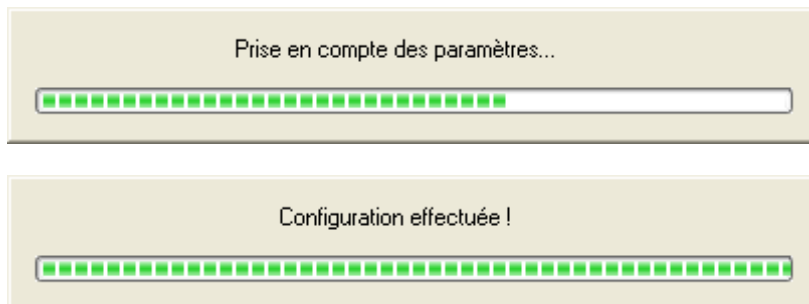 Prise en compte des paramètres...
Configuration effectuée !